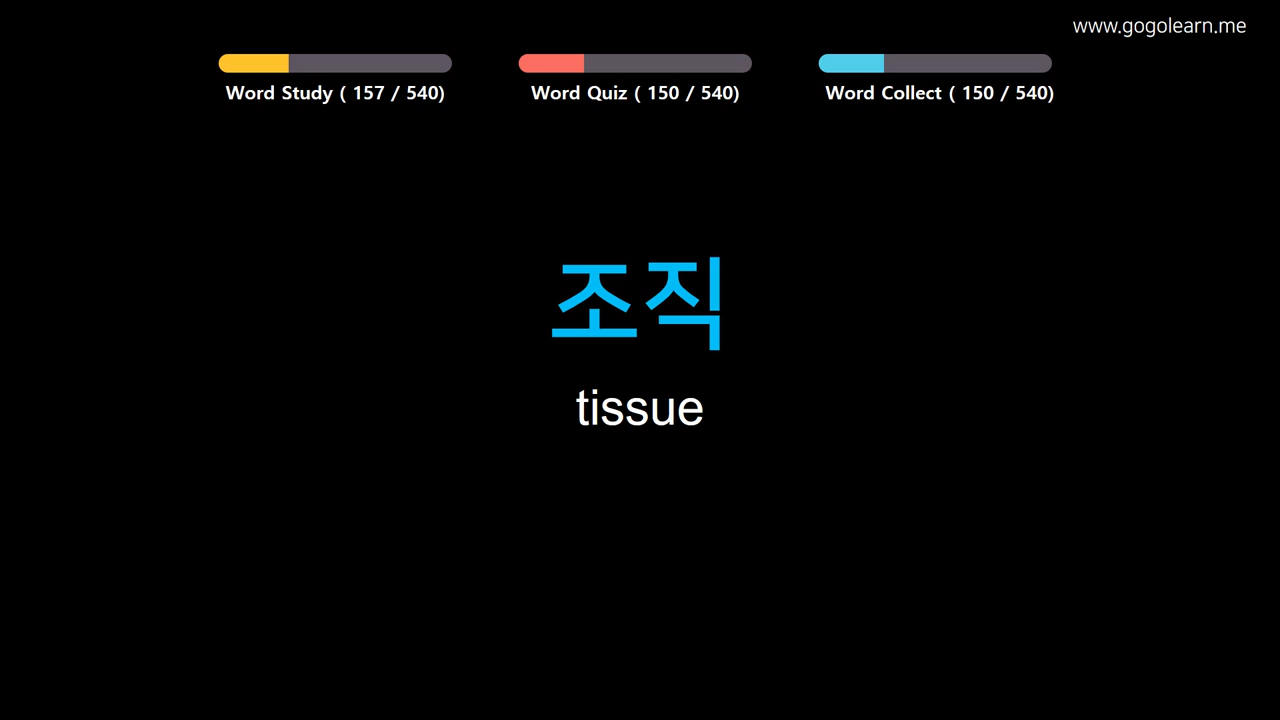 www.gogolearn.me
Word Study ( 157 / 540)
Word Quiz ( 150 / 540)
Word Collect ( 150 / 540)
조직
tissue